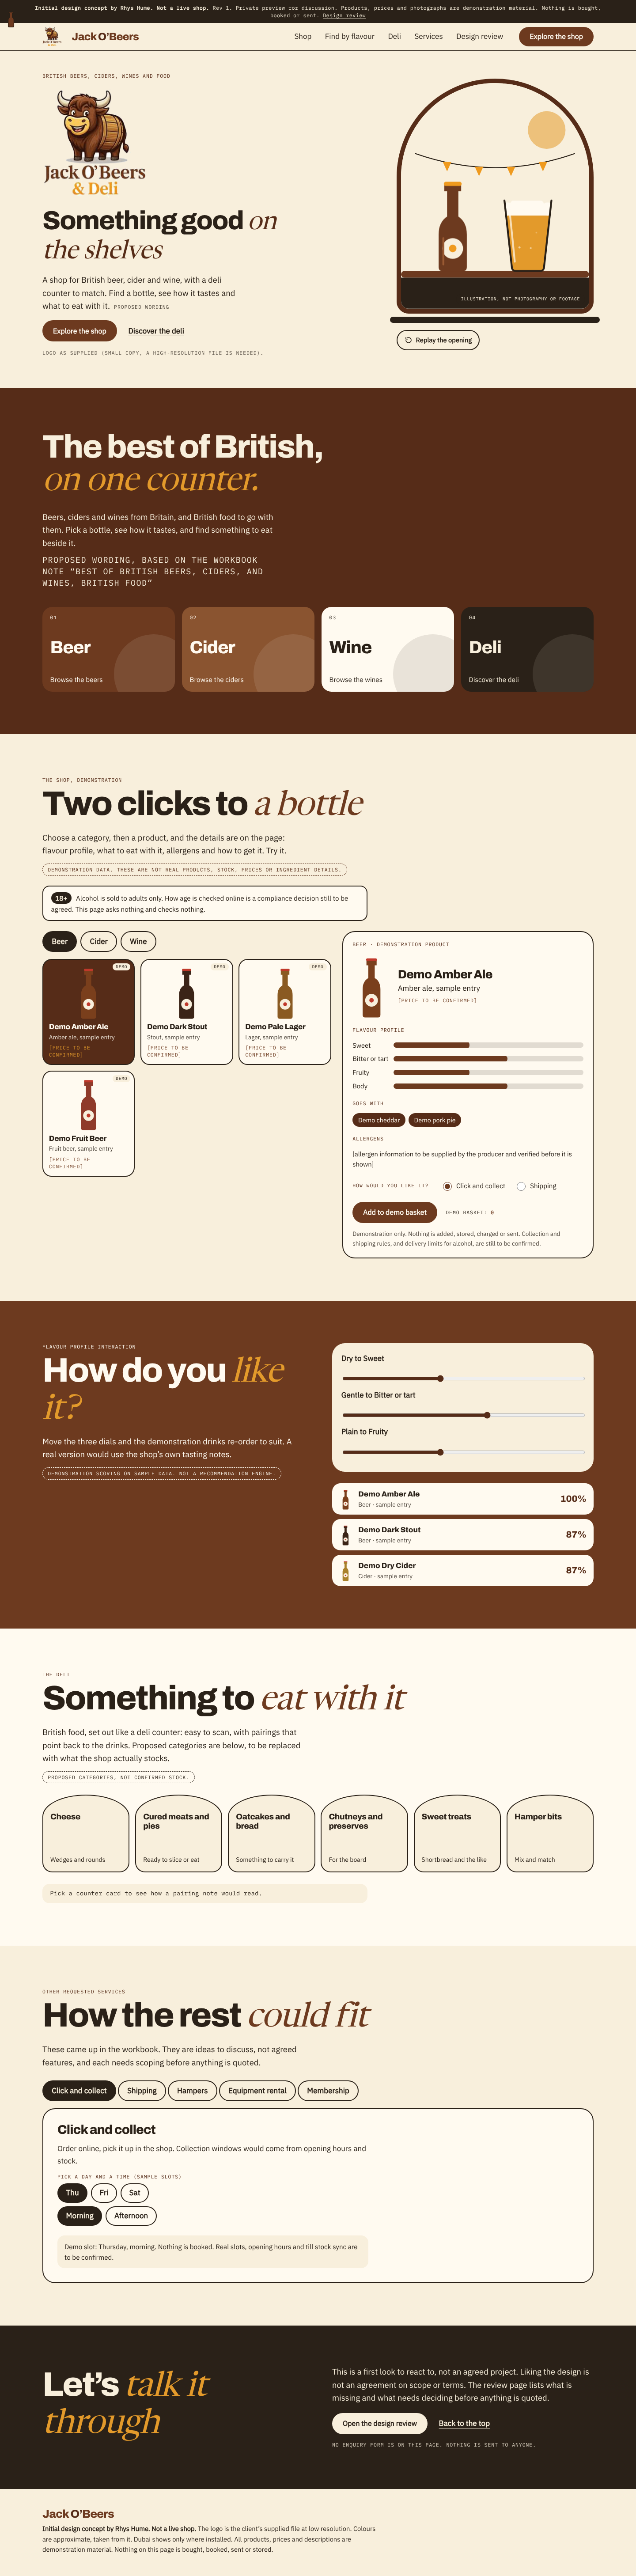 Initial design concept by Rhys Hume. Not a live shop. Rev 1. Private preview for discussion. Products, prices and photographs are demonstration material. Nothing is bought,
booked or sent. Design review
Jack O'Beers
Shop
Find by flavour
Deli
Services
Design review
Explore the shop
BRITISH BEERS, CIDERS, WINES AND FOOD
Jack O'Beers
& Deli
Something good on
the shelves
A shop for British beer, cider and wine, with a deli
counter to match. Find a bottle, see how it tastes and
what to eat with it. PROPOSED WORDING
Explore the shop
Discover the deli
LOGO AS SUPPLIED (SMALL COPY, A HIGH-RESOLUTION FILE IS NEEDED).
ILLUSTRATION, NOT PHOTOGRAPHY OR FOOTAGE
Replay the opening
The best of British,
on one counter.
Beers, ciders and wines from Britain, and British food to go with
them. Pick a bottle, see how it tastes, and find something to eat
beside it.
PROPOSED WORDING, BASED ON THE WORKBOOK
NOTE "BEST OF BRITISH BEERS, CIDERS, AND
WINES, BRITISH FOOD"
01
Beer
Browse the beers
02
Cider
Browse the ciders
03
Wine
Browse the wines
04
Deli
Discover the deli
THE SHOP, DEMONSTRATION
Two clicks to a bottle
Choose a category, then a product, and the details are on the page:
flavour profile, what to eat with it, allergens and how to get it. Try it.
DEMONSTRATION DATA. THESE ARE NOT REAL PRODUCTS, STOCK, PRICES OR INGREDIENT DETAILS.
18+ Alcohol is sold to adults only. How age is checked online is a compliance decision still to be
agreed. This page asks nothing and checks nothing.
Beer
Cider
Wine
DEMO
Demo Amber Ale
Amber ale, sample entry
[PRICE TO BE
CONFIRMED]
DEMO
Demo Dark Stout
Stout, sample entry
[PRICE TO BE
CONFIRMED]
DEMO
Demo Pale Lager
Lager, sample entry
[PRICE TO BE
CONFIRMED]
DEMO
Demo Fruit Beer
Fruit beer, sample entry
[PRICE TO BE
CONFIRMED]
BEER · DEMONSTRATION PRODUCT
Demo Amber Ale
Amber ale, sample entry
[PRICE TO BE CONFIRMED]
FLAVOUR PROFILE
Sweet
Bitter or tart
Fruity
Body
GOES WITH
Demo cheddar
Demo pork pie
ALLERGENS
[allergen information to be supplied by the producer and verified before it is
shown]
HOW WOULD YOU LIKE IT?
Click and collect
Shipping
Add to demo basket
DEMO BASKET: 0
Demonstration only. Nothing is added, stored, charged or sent. Collection and
shipping rules, and delivery limits for alcohol, are still to be confirmed.
FLAVOUR PROFILE INTERACTION
How do you like
it?
Move the three dials and the demonstration drinks re-order to suit. A
real version would use the shop's own tasting notes.
DEMONSTRATION SCORING ON SAMPLE DATA. NOT A RECOMMENDATION ENGINE.
Dry to Sweet
Gentle to Bitter or tart
Plain to Fruity
Demo Amber Ale
Beer · sample entry
100%
Demo Dark Stout
Beer · sample entry
87%
Demo Dry Cider
Cider · sample entry
87%
THE DELI
Something to eat with it
British food, set out like a deli counter: easy to scan, with pairings that
point back to the drinks. Proposed categories are below, to be replaced
with what the shop actually stocks.
PROPOSED CATEGORIES, NOT CONFIRMED STOCK.
Cheese
Wedges and rounds
Cured meats and
pies
Ready to slice or eat
Oatcakes and
bread
Something to carry it
Chutneys and
preserves
For the board
Sweet treats
Shortbread and the like
Hamper bits
Mix and match
Pick a counter card to see how a pairing note would read.
OTHER REQUESTED SERVICES
How the rest could fit
These came up in the workbook. They are ideas to discuss, not agreed
features, and each needs scoping before anything is quoted.
Click and collect
Shipping
Hampers
Equipment rental
Membership
Click and collect
Order online, pick it up in the shop. Collection windows would come from opening hours and
stock.
PICK A DAY AND A TIME (SAMPLE SLOTS)
Thu
Fri
Sat
Morning
Afternoon
Demo slot: Thursday, morning. Nothing is booked. Real slots, opening hours and till stock sync are
to be confirmed.
Let's talk it
through
This is a first look to react to, not an agreed project. Liking the design is
not an agreement on scope or terms. The review page lists what is
missing and what needs deciding before anything is quoted.
Open the design review
Back to the top
NO ENQUIRY FORM IS ON THIS PAGE. NOTHING IS SENT TO ANYONE.
Jack O'Beers
Initial design concept by Rhys Hume. Not a live shop. The logo is the client's supplied file at low resolution. Colours
are approximate, taken from it. Dubai shows only where installed. All products, prices and descriptions are
demonstration material. Nothing on this page is bought, booked, sent or stored.